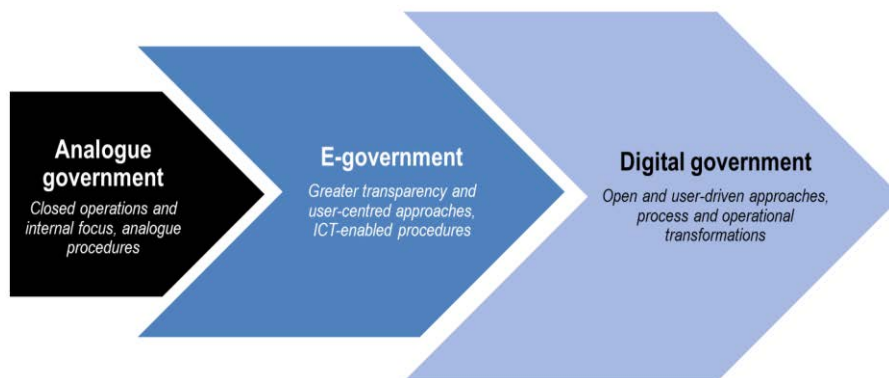 Analogue
government
Closed operations and
internal focus, analogue
procedures
E-government
Greater transparency and
user-centred approaches,
ICT-enabled procedures
Digital government
Open and user-driven approaches,
process and operational
transformations